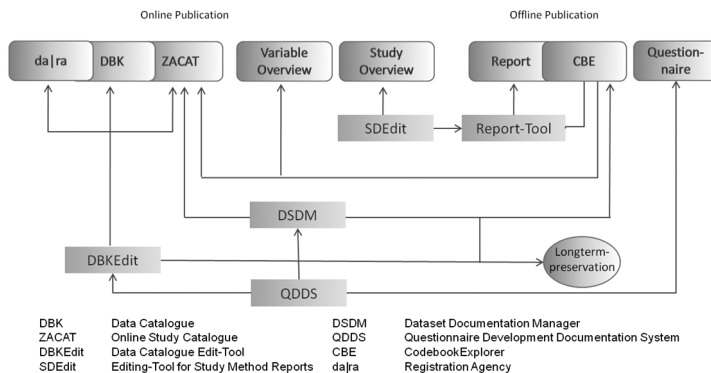 Online Publication
Offline Publication
da|ra
DBK
ZACAT
Variable
Overview
Study
Overview
Report
CBE
Question-
naire
SDEdit
Report-Tool
DSDM
DBKEdit
Longterm-
preservation
QDDS
DBK Data Catalogue
ZACAT Online Study Catalogue
DBKEdit Data Catalogue Edit-Tool
SDEdit Editing-Tool for Study Method Reports
DSDM Dataset Documentation Manager
QDDS Questionnaire Development Documentation System
CBE CodebookExplorer
da|ra Registration Agency